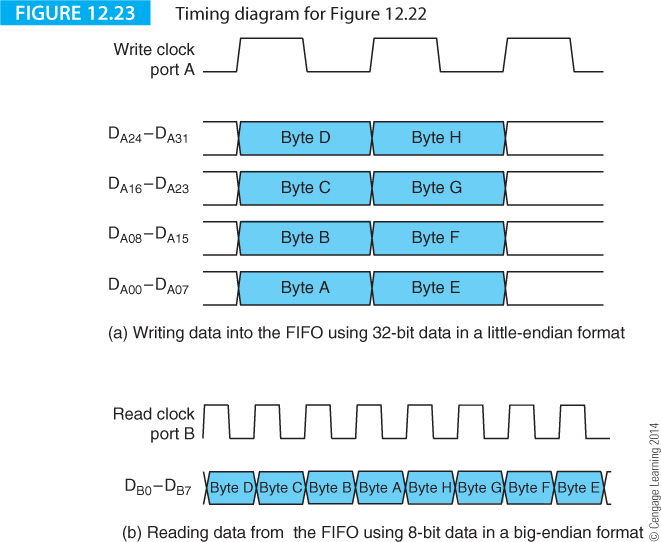 FIGURE 12.23 Timing diagram for Figure 12.22
Write clock
port A
DA24–DA31 Byte D Byte H
DA16–DA23 Byte C Byte G
DA08–DA15 Byte B Byte F
DA00–DA07 Byte A Byte E
(a) Writing data into the FIFO using 32-bit data in a little-endian format
Read clock
port B
DB0–DB7 Byte D Byte C Byte B Byte A Byte H Byte G Byte F Byte E
(b) Reading data from the FIFO using 8-bit data in a big-endian format
© Cengage Learning 2014